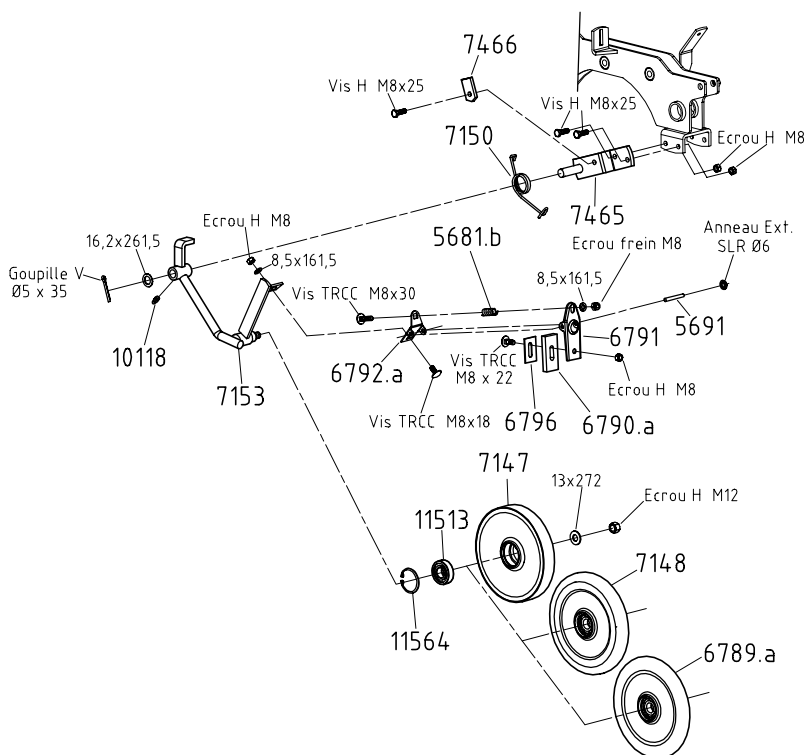 7466
Vis H M8x25
Vis H M8x25
7150
Ecrou H M8
7465
Ecrou H M8
16,2x261,5
Goupille V
Ø5 x 35
8,5x161,5
5681.b
Ecrou frein M8
Anneau Ext.
SLR Ø6
8,5x161,5
Vis TRCC M8x30
10118
7153
6792.a
Vis TRCC
M8 x 22
6791
5691
Vis TRCC M8x18
6796
6790.a
Ecrou H M8
7147
13x272
Ecrou H M12
11513
7148
11564
6789.a